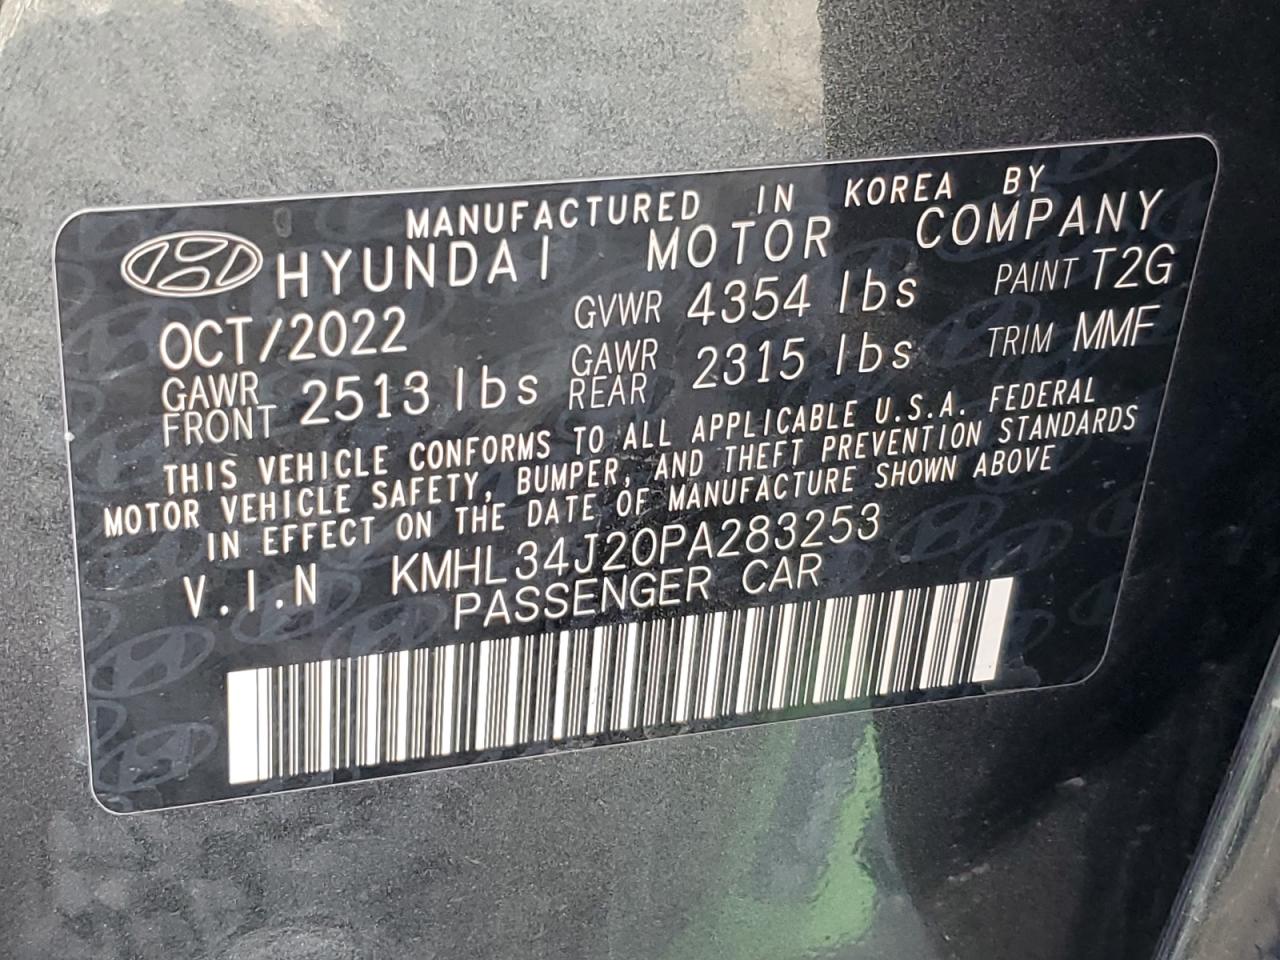 MANUFACTURED IN KOREA BY
HYUNDAI MOTOR COMPANY
OCT/2022 GVWR 4354 lbs PAINT T2G
GAWR FRONT 2513 lbs GAWR REAR 2315 lbs TRIM MMF
THIS VEHICLE CONFORMS TO ALL APPLICABLE U.S.A. FEDERAL
MOTOR VEHICLE SAFETY, BUMPER, AND THEFT PREVENTION STANDARDS
IN EFFECT ON THE DATE OF MANUFACTURE SHOWN ABOVE
V.I.N KMHL34J20PA283253
PASSENGER CAR